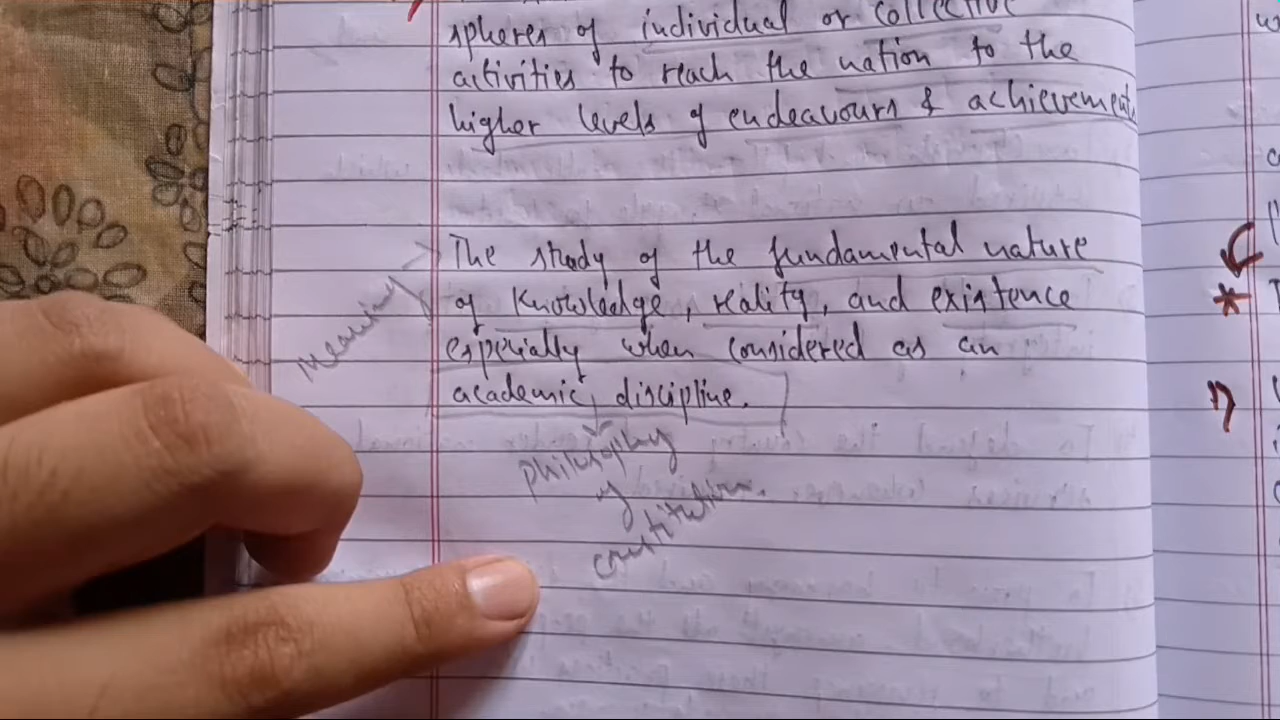 spheres of individual or collective
activities to reach the nation to the
higher levels of endeavours & achievement
The study of the fundamental nature
of knowledge, reality, and existence
especially when considered as an
academic, discipline.
meaning
philosophy
of
constitution.